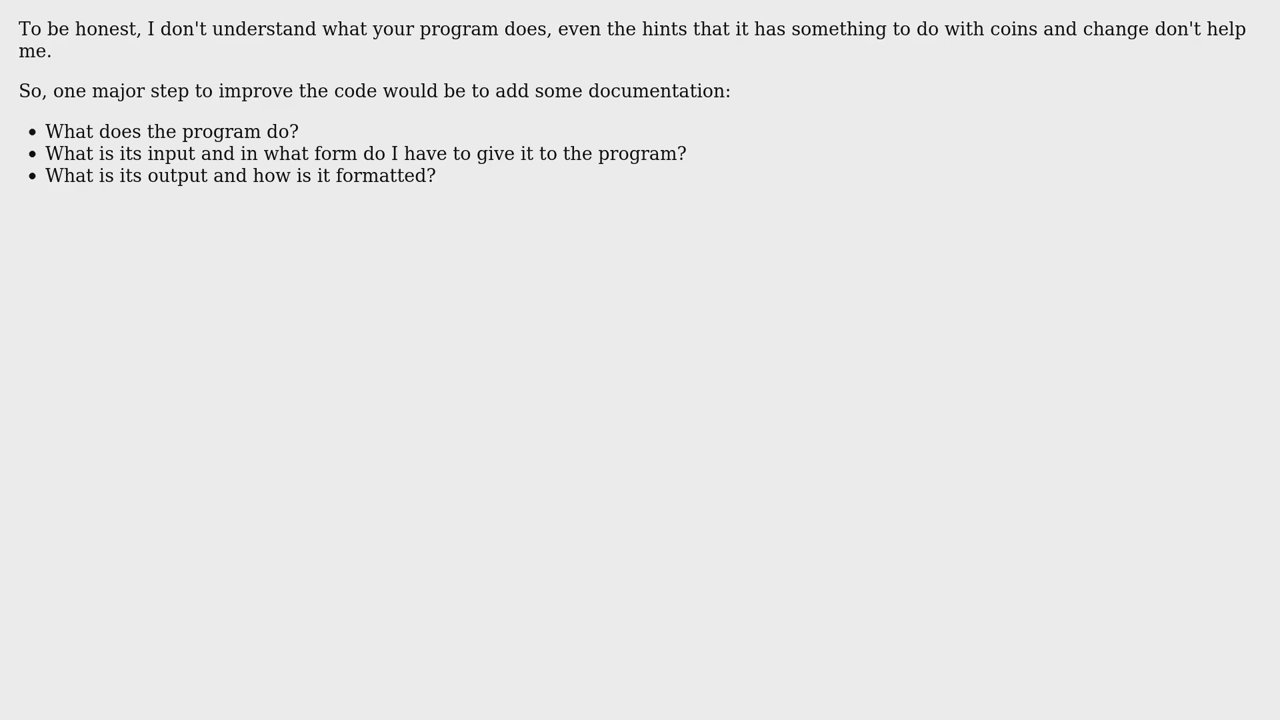 To be honest, I don't understand what your program does, even the hints that it has something to do with coins and change don't help
me.
So, one major step to improve the code would be to add some documentation:
• What does the program do?
• What is its input and in what form do I have to give it to the program?
• What is its output and how is it formatted?